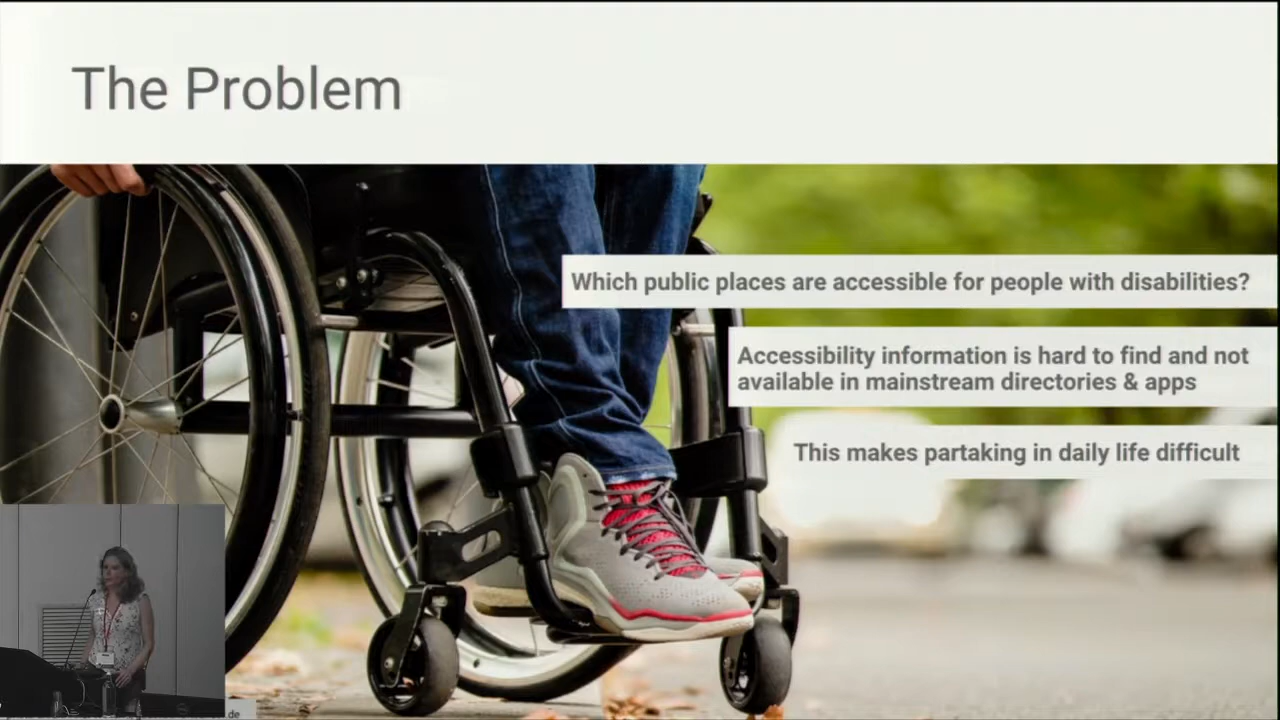 The Problem
Which public places are accessible for people with disabilities?
Accessibility information is hard to find and not
available in mainstream directories & apps
This makes partaking in daily life difficult
.de